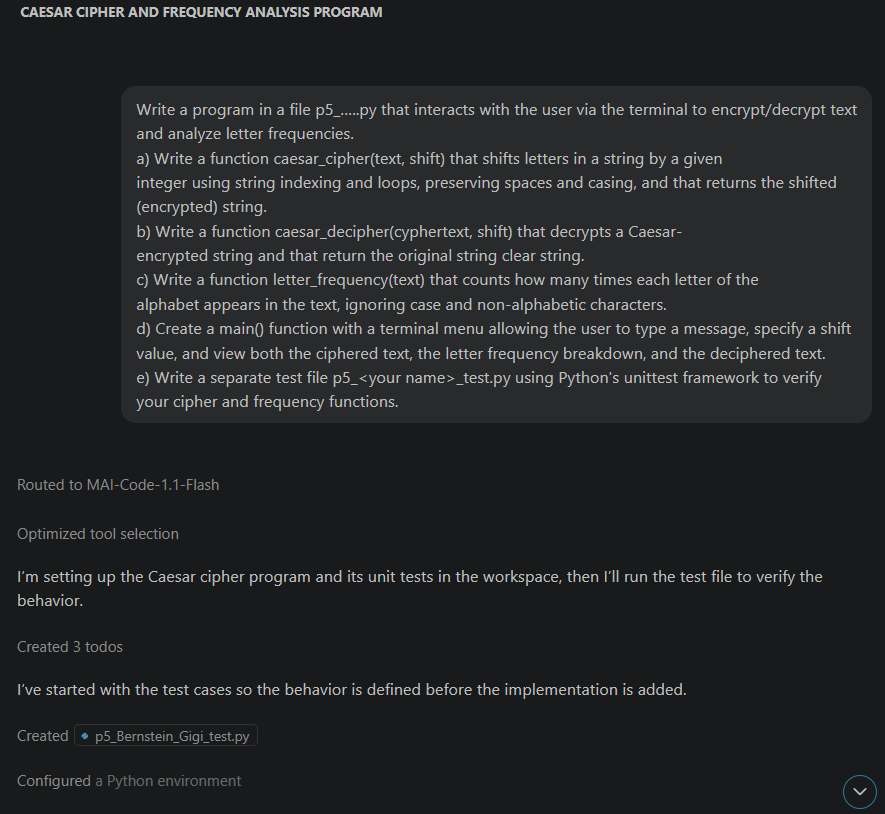 CAESAR CIPHER AND FREQUENCY ANALYSIS PROGRAM
Write a program in a file p5_.....py that interacts with the user via the terminal to encrypt/decrypt text
and analyze letter frequencies.
a) Write a function caesar_cipher(text, shift) that shifts letters in a string by a given
integer using string indexing and loops, preserving spaces and casing, and that returns the shifted
(encrypted) string.
b) Write a function caesar_decipher(cyphertext, shift) that decrypts a Caesar-
encrypted string and that return the original string clear string.
c) Write a function letter_frequency(text) that counts how many times each letter of the
alphabet appears in the text, ignoring case and non-alphabetic characters.
d) Create a main() function with a terminal menu allowing the user to type a message, specify a shift
value, and view both the ciphered text, the letter frequency breakdown, and the deciphered text.
e) Write a separate test file p5_<your name>_test.py using Python's unittest framework to verify
your cipher and frequency functions.
Routed to MAI-Code-1.1-Flash
Optimized tool selection
I'm setting up the Caesar cipher program and its unit tests in the workspace, then I'll run the test file to verify the
behavior.
Created 3 todos
I've started with the test cases so the behavior is defined before the implementation is added.
Created p5_Bernstein_Gigi_test.py
Configured a Python environment